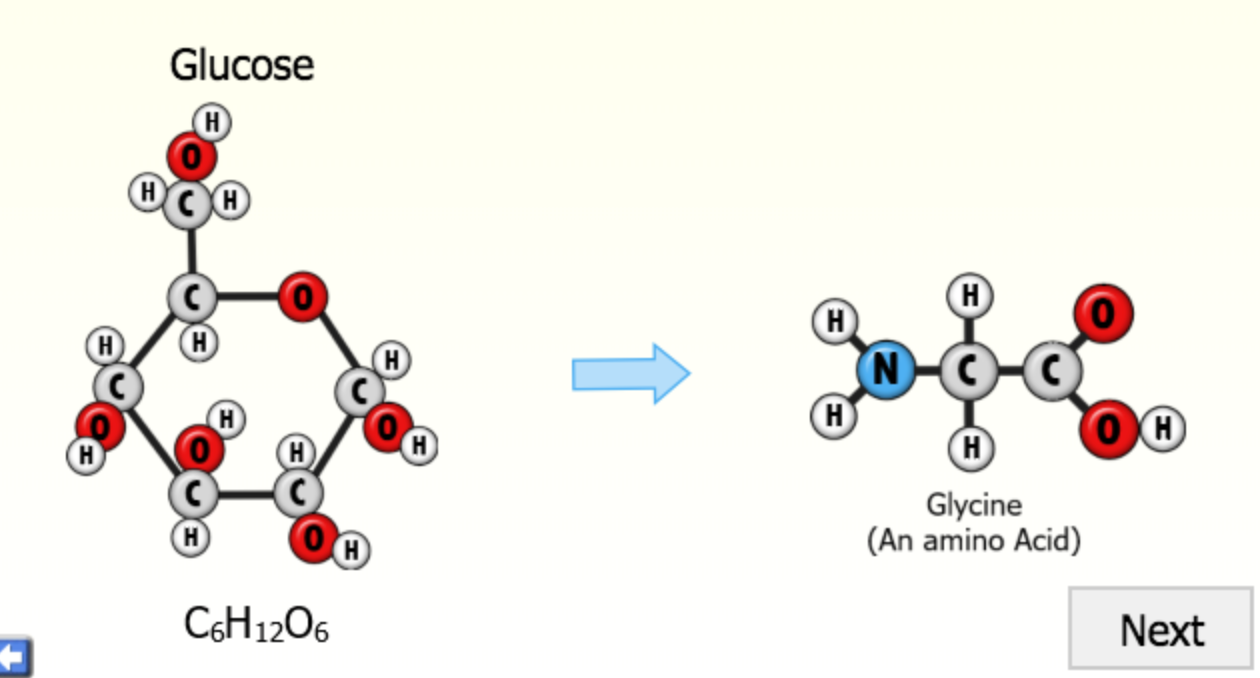 Glucose
H
O
H C H
C O
H
H
C
O
H
H
C
O
H
O H
H
C C
H
O H
C₆H₁₂O₆
H H O
N C C
H H O H
Glycine
(An amino Acid)
Next